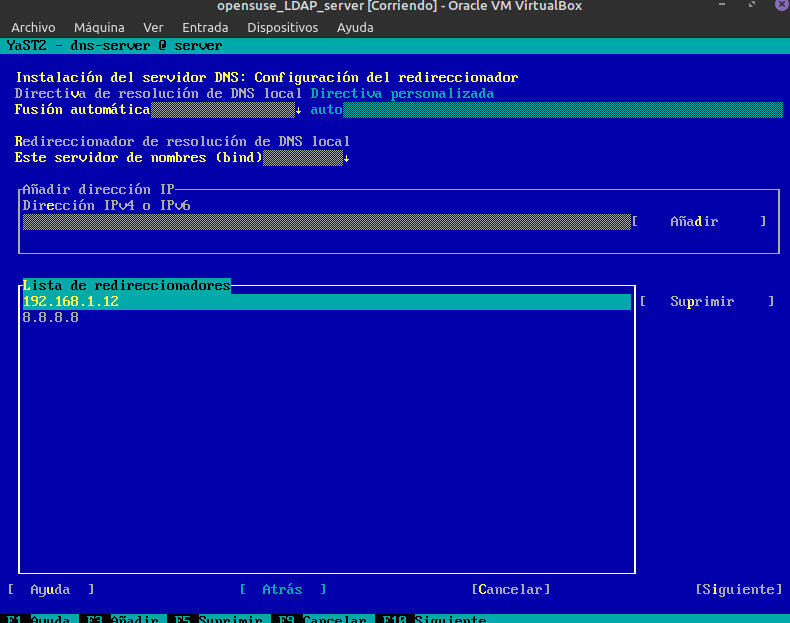 opensuse_LDAP_server [Corriendo] - Oracle VM VirtualBox
Archivo Máquina Ver Entrada Dispositivos Ayuda
YaST2 - dns-server @ server
Instalación del servidor DNS: Configuración del redireccionador
Directiva de resolución de DNS local Directiva personalizada
Fusión automática↓ auto
Redireccionador de resolución de DNS local
Este servidor de nombres (bind)↓
Añadir dirección IP
Dirección IPv4 o IPv6
[ Añadir ]
Lista de redireccionadores
192.168.1.12 [ Suprimir ]
8.8.8.8
[ Ayuda ] [ Atrás ] [Cancelar] [Siguiente]
F1 Ayuda F3 Añadir F5 Suprimir F9 Cancelar F10 Siguiente